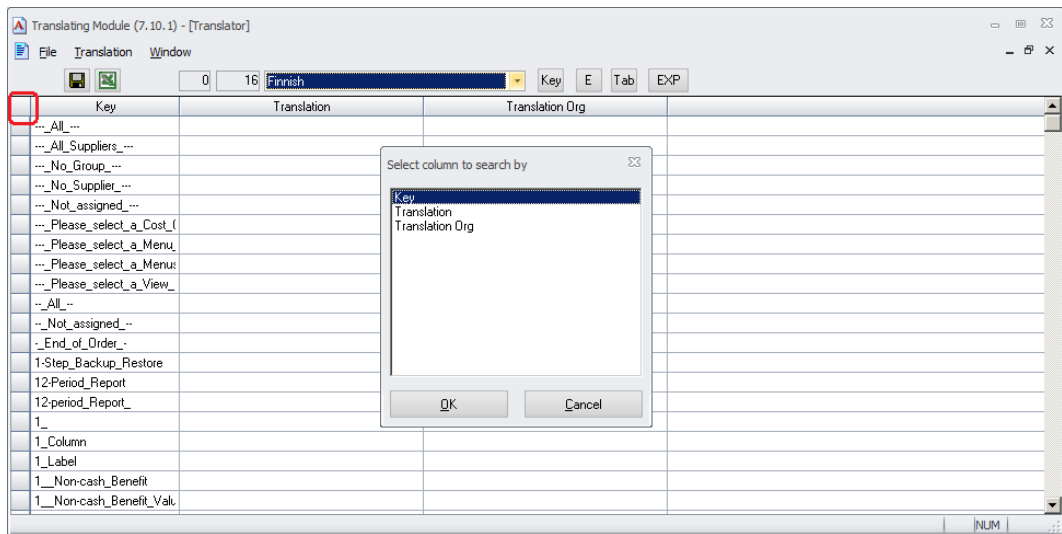 Translating Module (7.10.1) - [Translator]
File Translation Window
0 16 Finnish Key E Tab EXP
Key Translation Translation Org
---_All_---
---_All_Suppliers_---
---_No_Group_---
---_No_Supplier_---
---_Not_assigned_---
---_Please_select_a_Cost_(
---_Please_select_a_Menu_
---_Please_select_a_Menus
---_Please_select_a_View_
--_All_--
--_Not_assigned_--
-_End_of_Order_-
1-Step_Backup_Restore
12-Period_Report
12-period_Report_
1_
1_Column
1_Label
1__Non-cash_Benefit
1__Non-cash_Benefit_Valu
Select column to search by
Key
Translation
Translation Org
OK Cancel
NUM